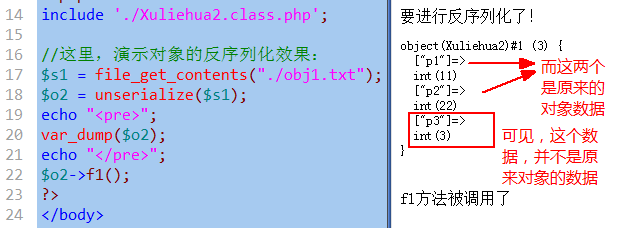 14 include './Xuliehua2.class.php';
15
16 //这里，演示对象的反序列化效果：
17 $s1 = file_get_contents("./obj1.txt");
18 $o2 = unserialize($s1);
19 echo "<pre>";
20 var_dump($o2);
21 echo "</pre>";
22 $o2->f1();
23 ?>
24 </body>
要进行反序列化了！
object(Xuliehua2)#1 (3) {
["p1"]=>
int(11)
["p2"]=>
int(22)
["p3"]=>
int(3)
}
而这两个
是原来的
对象数据
可见，这个数
据，并不是原
来对象的数据
f1方法被调用了